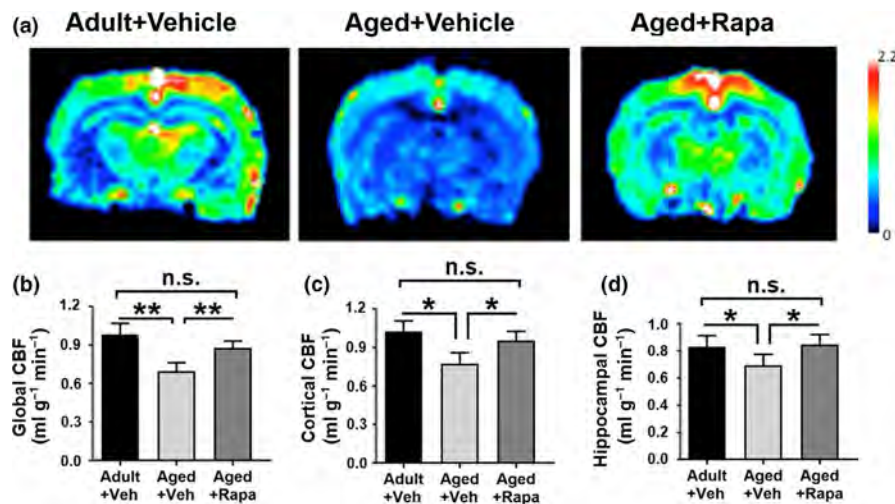 (a)
Adult+Vehicle
Aged+Vehicle
Aged+Rapa
2.2
0
(b)
n.s.
**
**
Global CBF
(ml g⁻¹ min⁻¹)
1.2
0.9
0.6
0.3
0.0
Adult
+Veh
Aged
+Veh
Aged
+Rapa
(c)
n.s.
*
*
Cortical CBF
(ml g⁻¹ min⁻¹)
1.2
0.9
0.6
0.3
0.0
Adult
+Veh
Aged
+Veh
Aged
+Rapa
(d)
n.s.
*
*
Hippocampal CBF
(ml g⁻¹ min⁻¹)
1.0
0.8
0.6
0.4
0.2
0.0
Adult
+Veh
Aged
+Veh
Aged
+Rapa